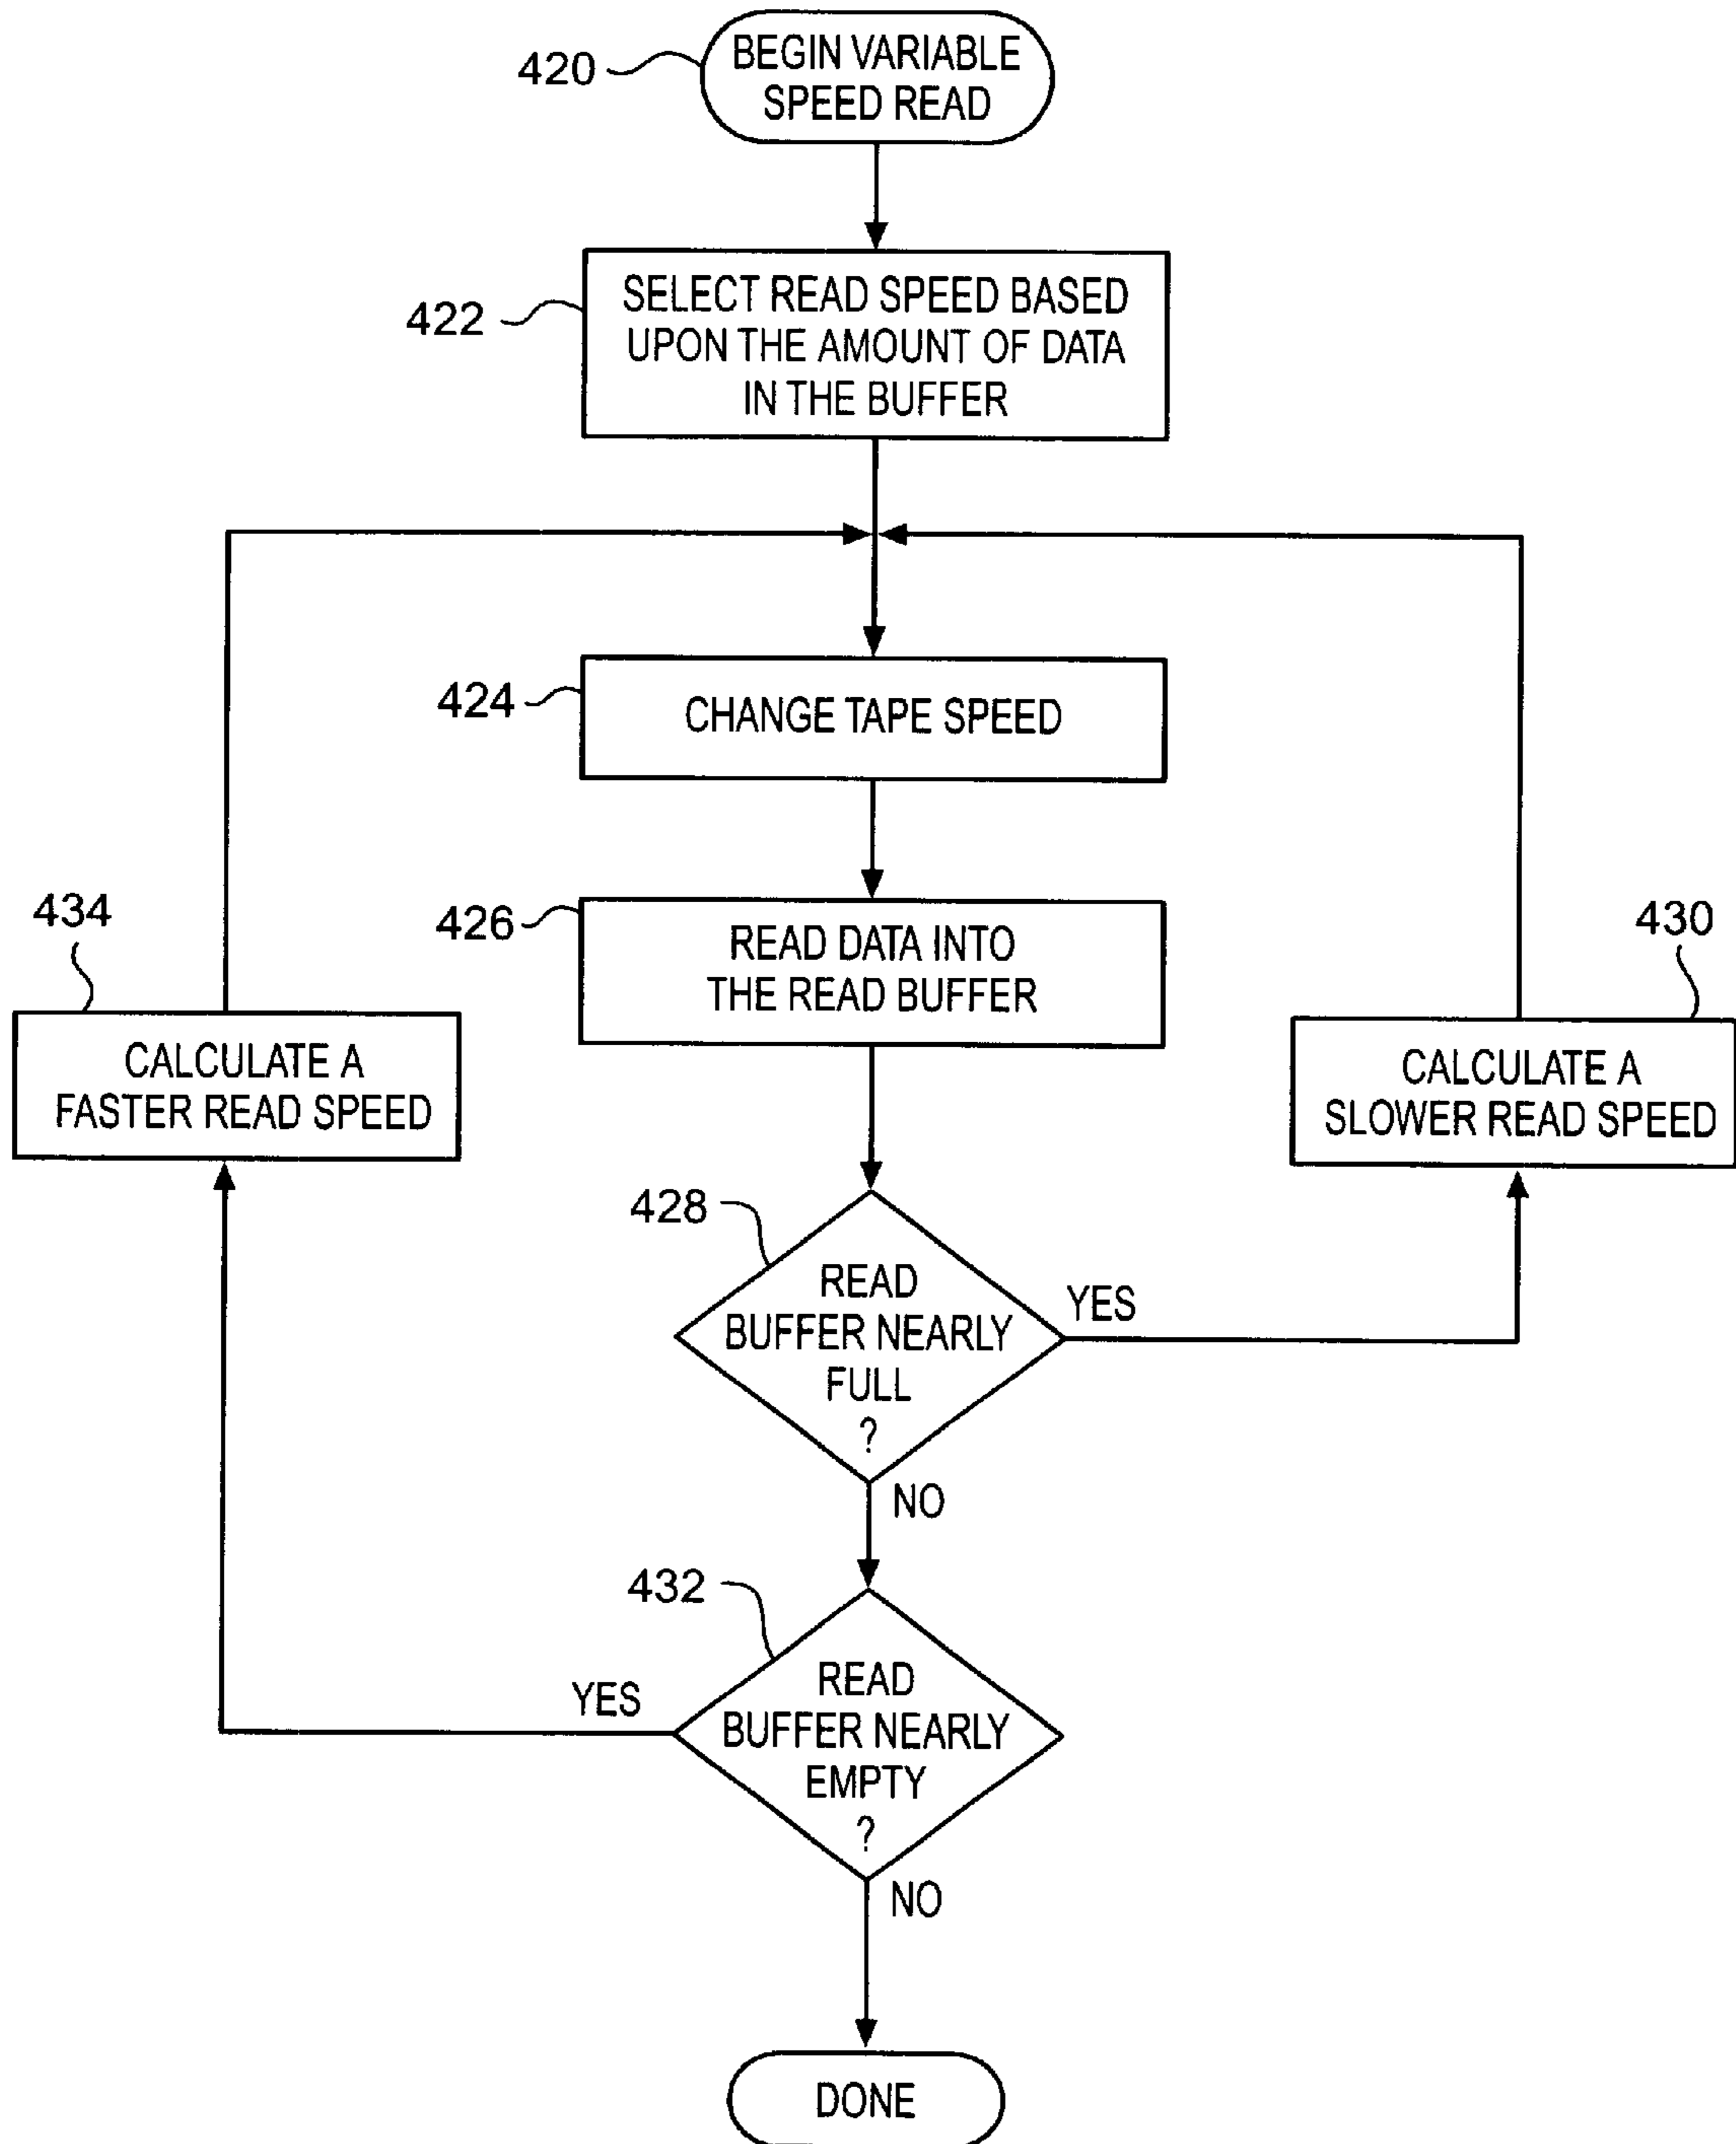 420
BEGIN VARIABLE
SPEED READ
422
SELECT READ SPEED BASED
UPON THE AMOUNT OF DATA
IN THE BUFFER
424
CHANGE TAPE SPEED
426
READ DATA INTO
THE READ BUFFER
434
CALCULATE A
FASTER READ SPEED
430
CALCULATE A
SLOWER READ SPEED
428
READ
BUFFER NEARLY
FULL
?
YES
NO
432
READ
BUFFER NEARLY
EMPTY
?
YES
NO
DONE